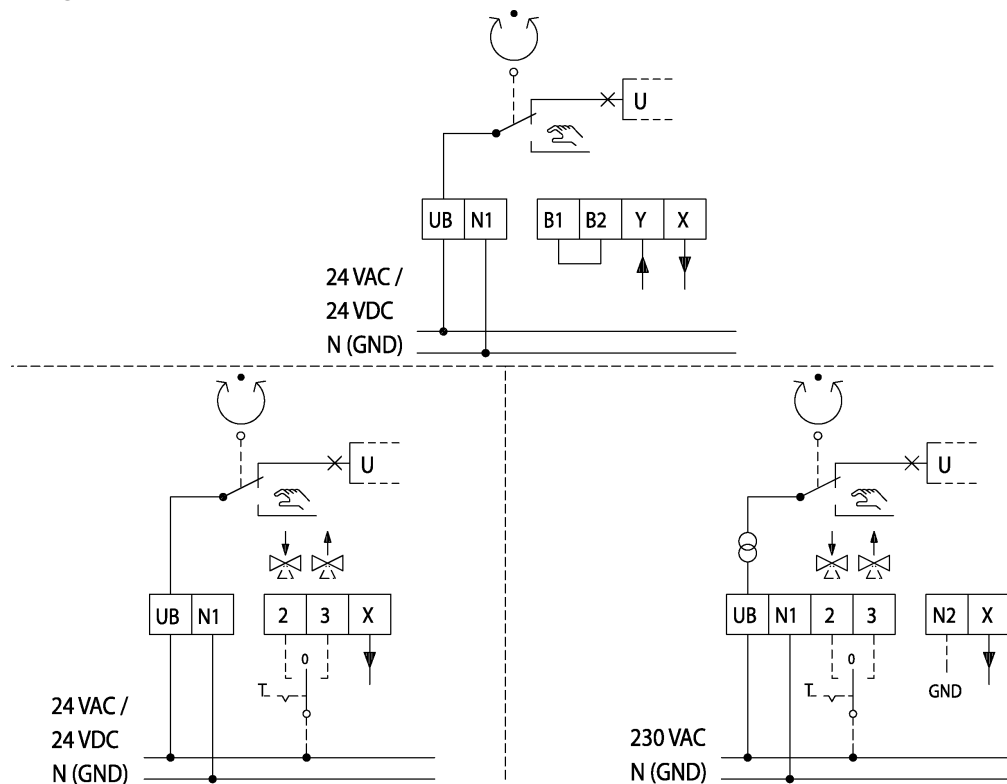 U
UB N1 B1 B2 Y X
24 VAC /
24 VDC
N (GND)
U
UB N1 2 3 X
0
T
24 VAC /
24 VDC
N (GND)
U
UB N1 2 3 N2 X
0
T
GND
230 VAC
N (GND)